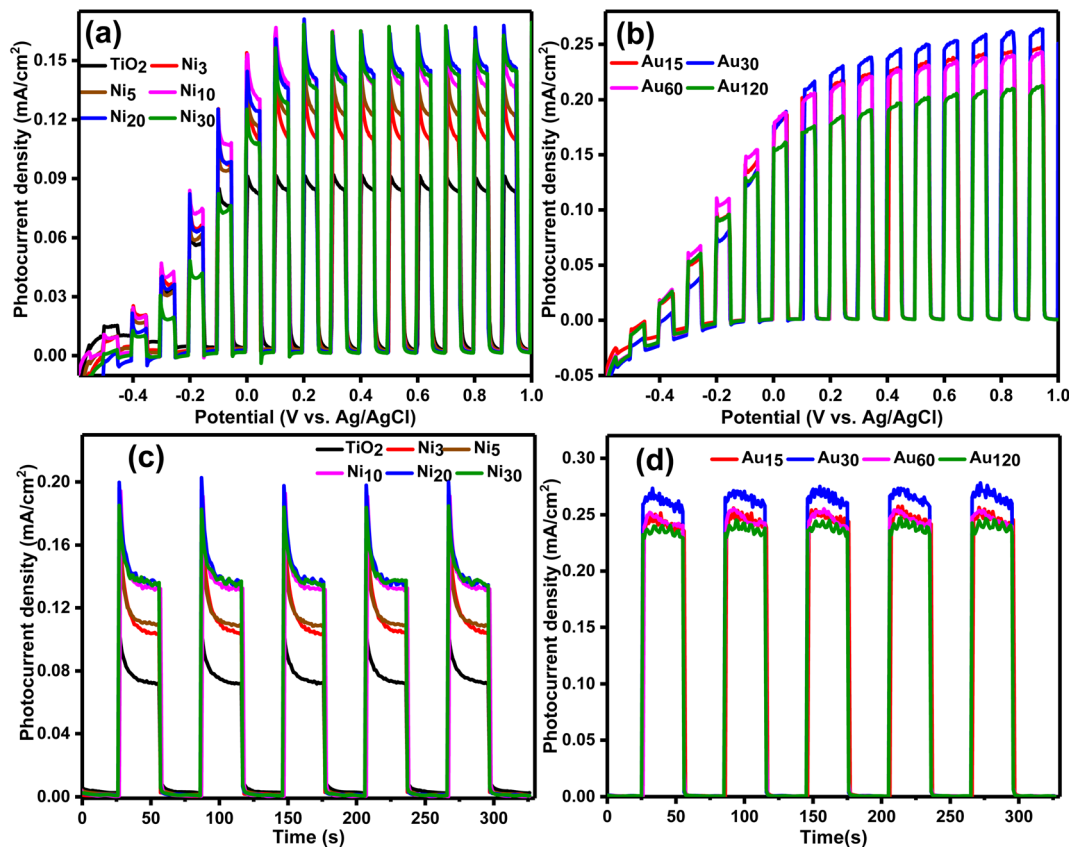 (a)
TiO2 Ni3
Ni5 Ni10
Ni20 Ni30
Photocurrent density (mA/cm2)
0.15
0.12
0.09
0.06
0.03
0.00
-0.4 -0.2 0.0 0.2 0.4 0.6 0.8 1.0
Potential (V vs. Ag/AgCl)
(b)
Au15 Au30
Au60 Au120
Photocurrent density (mA/cm2)
0.25
0.20
0.15
0.10
0.05
0.00
-0.05
-0.4 -0.2 0.0 0.2 0.4 0.6 0.8 1.0
Potential (V vs. Ag/AgCl)
(c)
TiO2 Ni3 Ni5
Ni10 Ni20 Ni30
Photocurrent density (mA/cm2)
0.20
0.16
0.12
0.08
0.04
0.00
0 50 100 150 200 250 300
Time (s)
(d)
Au15 Au30 Au60 Au120
Photocurrent density (mA/cm2)
0.30
0.25
0.20
0.15
0.10
0.05
0.00
0 50 100 150 200 250 300
Time(s)